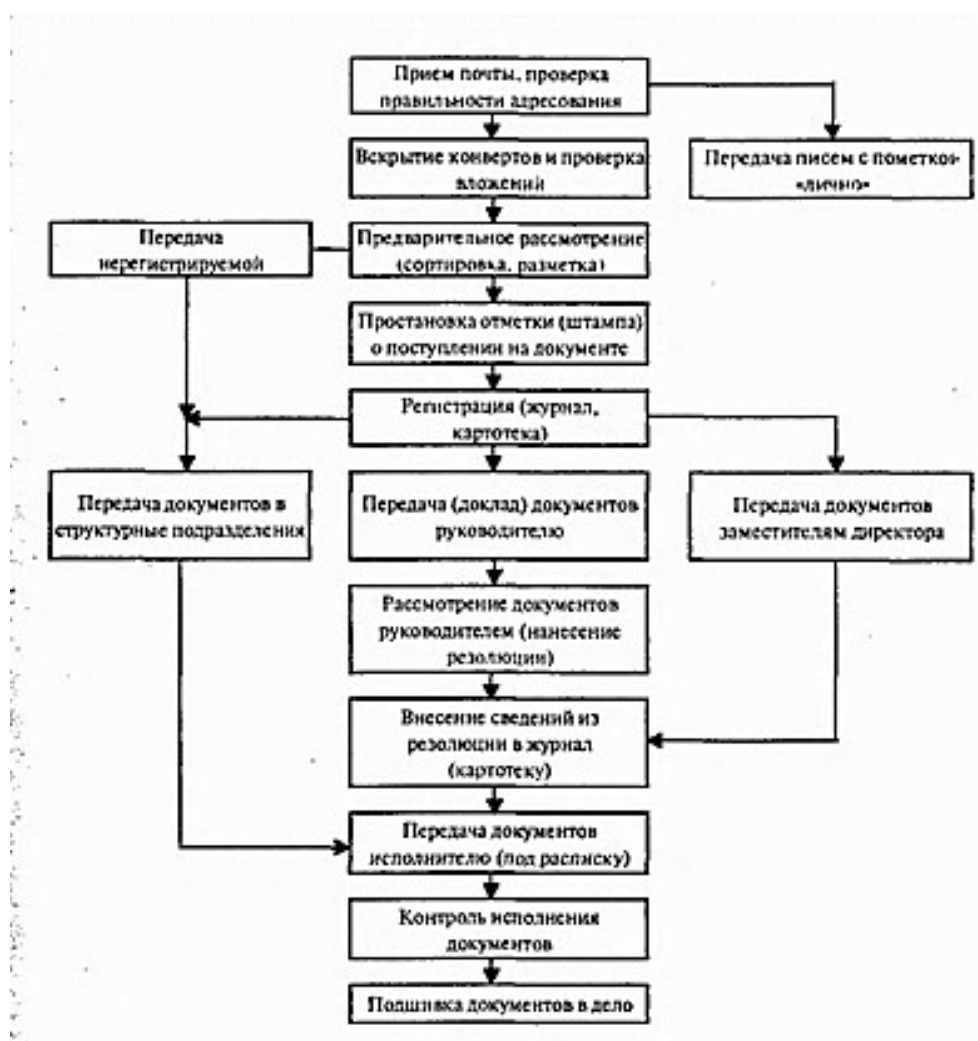 Прием почты, проверка
правильности адресования
Вскрытие конвертов и проверка
вложений
Передача писем с пометкой
«лично»
Передача
нерегистрируемой
Предварительное рассмотрение
(сортировка, разметка)
Простановка отметки (штампа)
о поступлении на документе
Регистрация (журнал,
картотека)
Передача документов в
структурные подразделения
Передача (доклад) документов
руководителю
Передача документов
заместителям директора
Рассмотрение документов
руководителем (нанесение
резолюции)
Внесение сведений из
резолюции в журнал
(картотеку)
Передача документов
исполнителю (под расписку)
Контроль исполнения
документов
Подшивка документов в дело